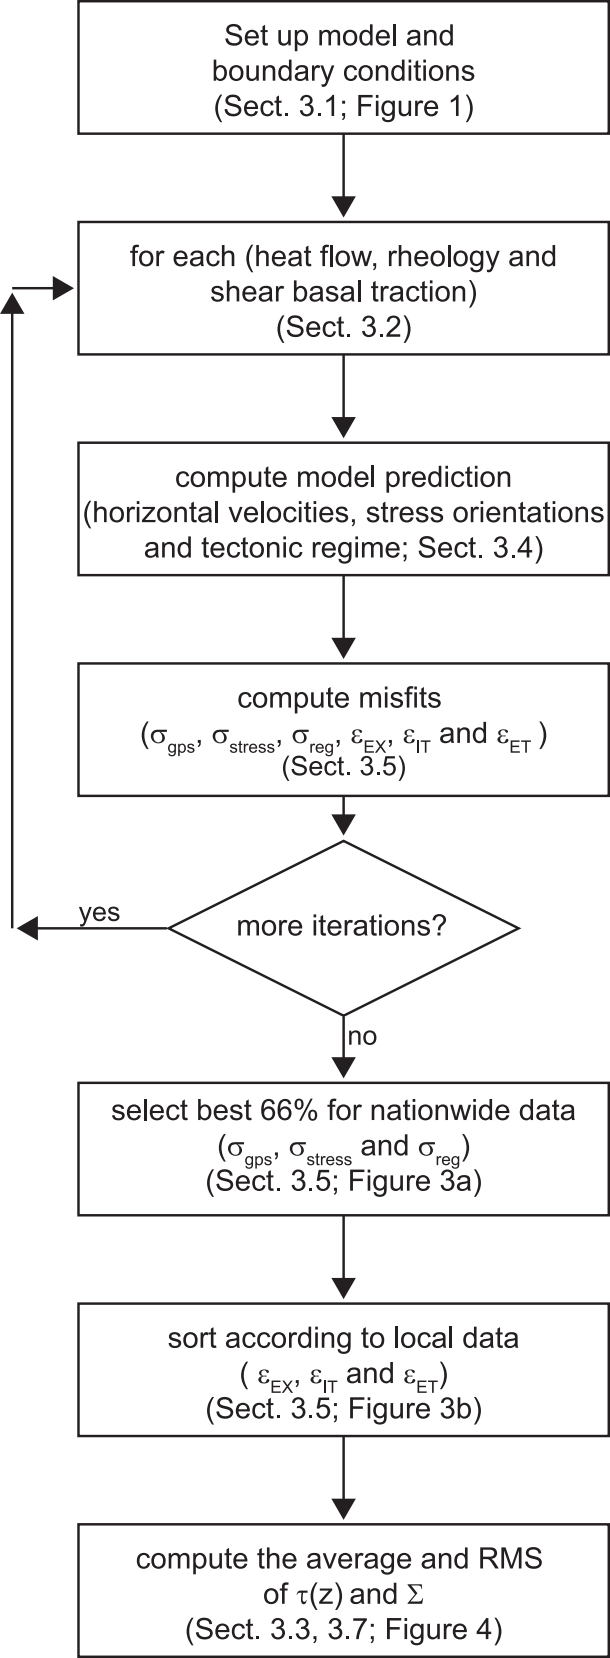 Set up model and
boundary conditions
(Sect. 3.1; Figure 1)
for each (heat flow, rheology and
shear basal traction)
(Sect. 3.2)
compute model prediction
(horizontal velocities, stress orientations
and tectonic regime; Sect. 3.4)
compute misfits
(σgps, σstress, σreg, εEX, εIT and εET )
(Sect. 3.5)
more iterations?
yes
no
select best 66% for nationwide data
(σgps, σstress and σreg)
(Sect. 3.5; Figure 3a)
sort according to local data
( εEX, εIT and εET)
(Sect. 3.5; Figure 3b)
compute the average and RMS
of τ(z) and Σ
(Sect. 3.3, 3.7; Figure 4)